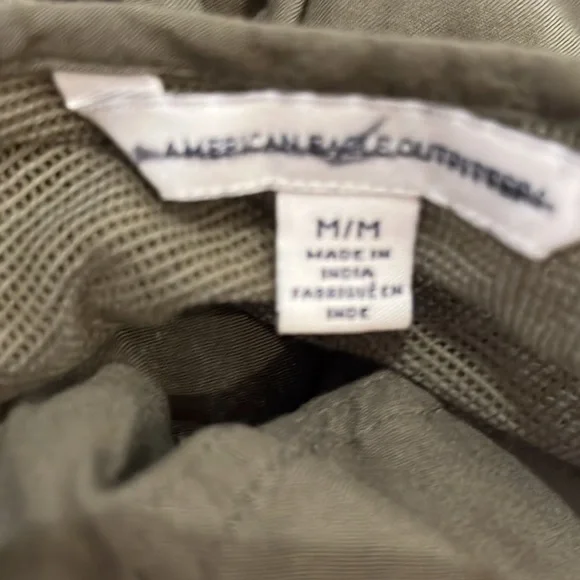 AMERICAN EAGLE OUTFITTERS
M/M
MADE IN
INDIA
FABRIQUÉ EN
INDE